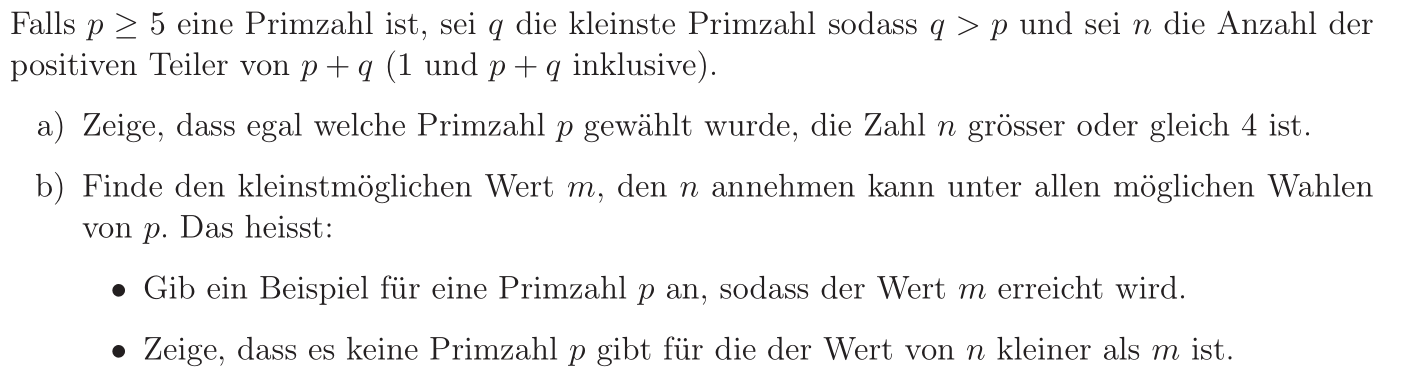 Falls p ≥ 5 eine Primzahl ist, sei q die kleinste Primzahl sodass q > p und sei n die Anzahl der
positiven Teiler von p + q (1 und p + q inklusive).
a) Zeige, dass egal welche Primzahl p gewählt wurde, die Zahl n grösser oder gleich 4 ist.
b) Finde den kleinstmöglichen Wert m, den n annehmen kann unter allen möglichen Wahlen
von p. Das heisst:
• Gib ein Beispiel für eine Primzahl p an, sodass der Wert m erreicht wird.
• Zeige, dass es keine Primzahl p gibt für die der Wert von n kleiner als m ist.